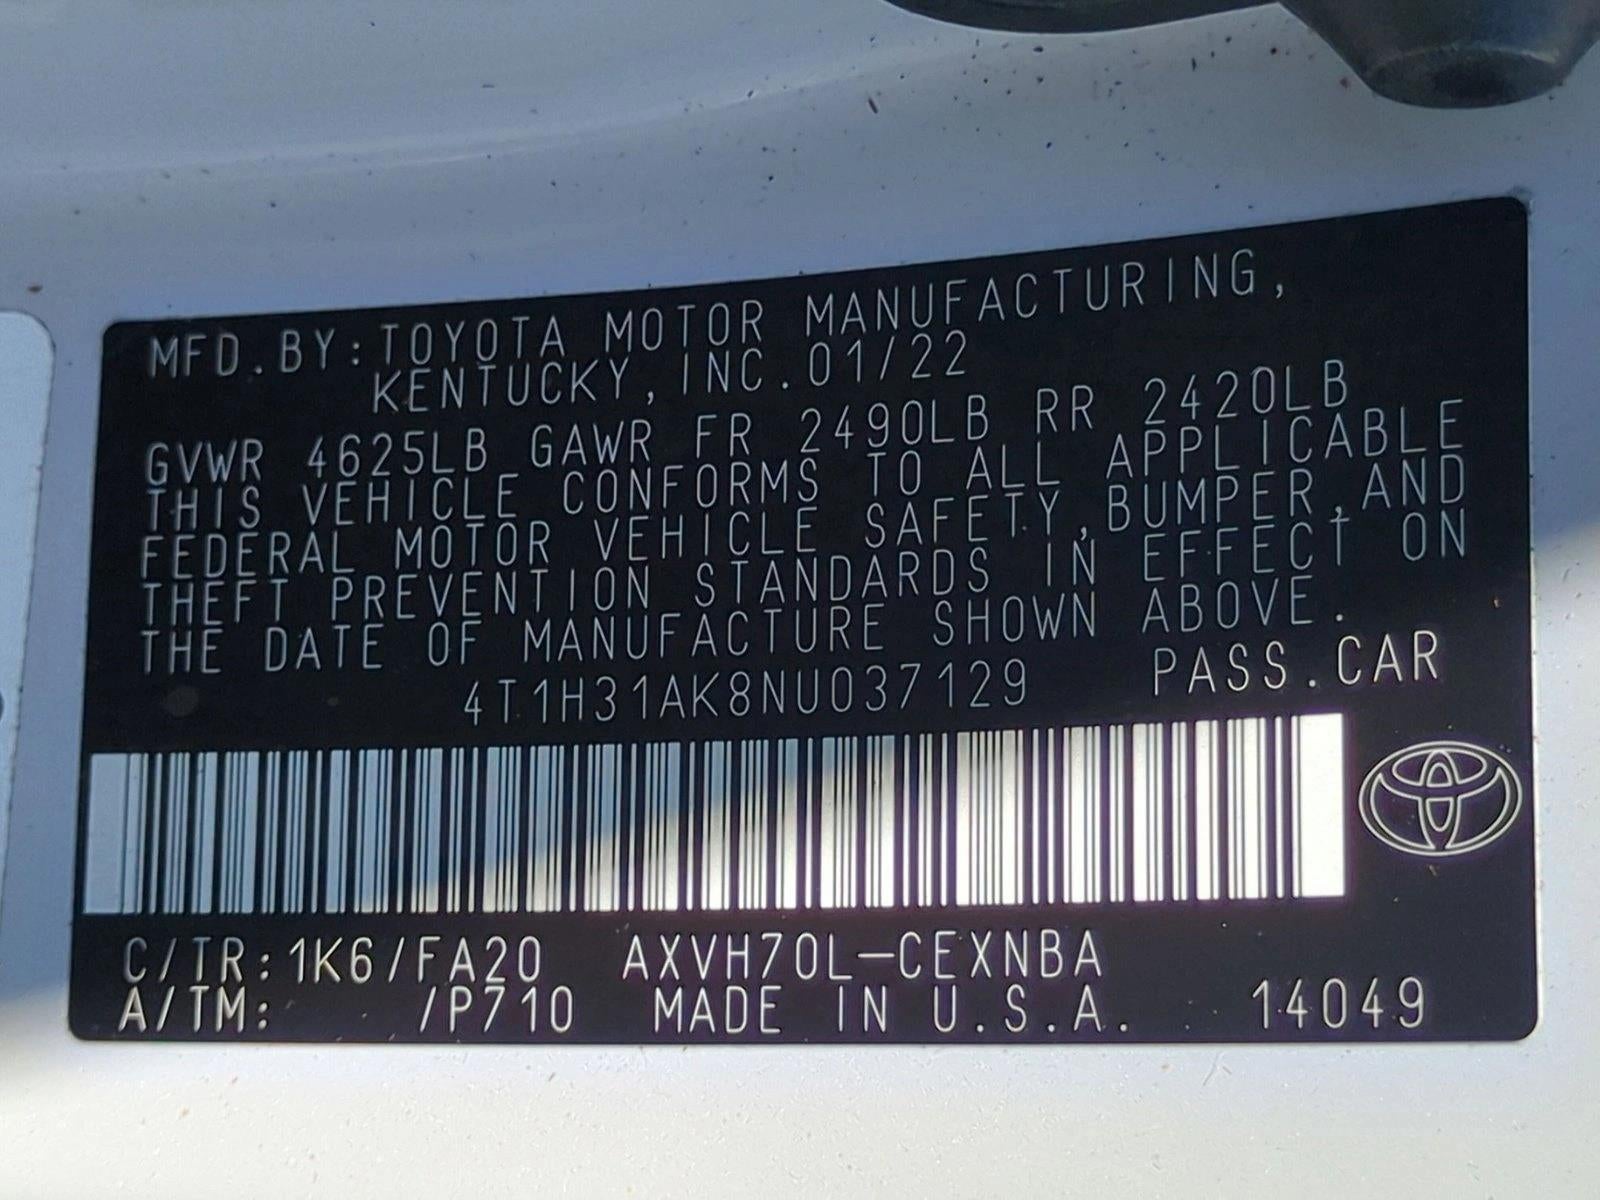 MFD.BY:TOYOTA MOTOR MANUFACTURING,
KENTUCKY, INC. 01/22
GVWR 4625LB GAWR FR 2490LB RR 2420LB
THIS VEHICLE CONFORMS TO ALL APPLICABLE
FEDERAL MOTOR VEHICLE SAFETY,BUMPER,AND
THEFT PREVENTION STANDARDS IN EFFECT ON
THE DATE OF MANUFACTURE SHOWN ABOVE.
4T1H31AK8NU037129 PASS.CAR
C/TR:1K6/FA20 AXVH70L-CEXNBA
A/TM: /P710 MADE IN U.S.A. 14049